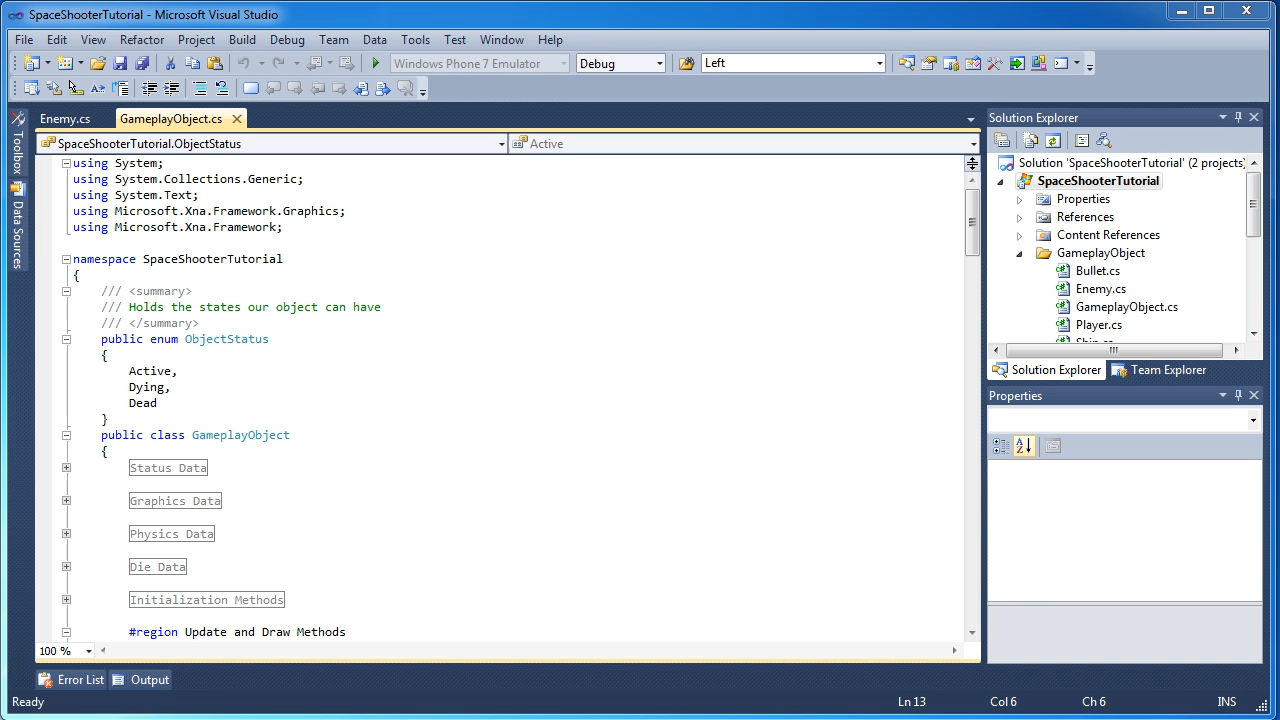 SpaceShooterTutorial - Microsoft Visual Studio
File Edit View Refactor Project Build Debug Team Data Tools Test Window Help
Windows Phone 7 Emulator Debug Left
Toolbox
Data Sources
Enemy.cs GameplayObject.cs
SpaceShooterTutorial.ObjectStatus Active
using System;
using System.Collections.Generic;
using System.Text;
using Microsoft.Xna.Framework.Graphics;
using Microsoft.Xna.Framework;
namespace SpaceShooterTutorial
{
/// <summary>
/// Holds the states our object can have
/// </summary>
public enum ObjectStatus
{
Active,
Dying,
Dead
}
public class GameplayObject
{
Status Data
Graphics Data
Physics Data
Die Data
Initialization Methods
#region Update and Draw Methods
100 %
Solution Explorer
Solution 'SpaceShooterTutorial' (2 projects)
SpaceShooterTutorial
Properties
References
Content References
GameplayObject
Bullet.cs
Enemy.cs
GameplayObject.cs
Player.cs
Ship.cs
Solution Explorer Team Explorer
Properties
Error List Output
Ready Ln 13 Col 6 Ch 6 INS